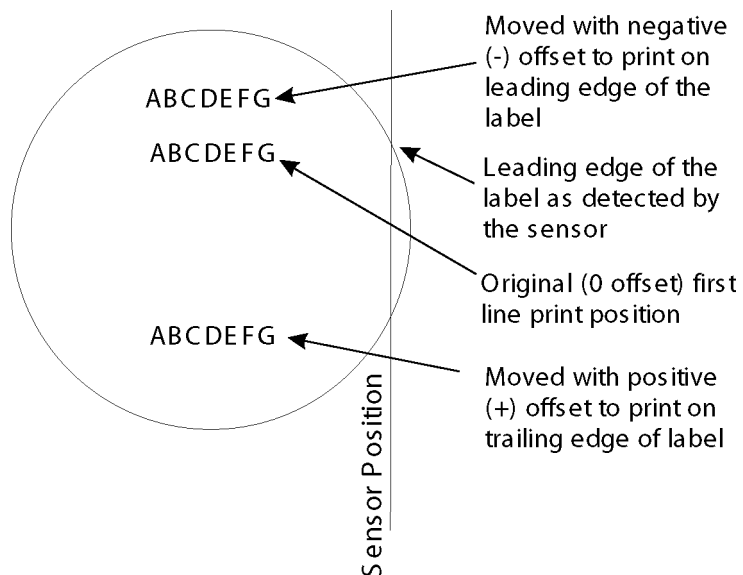 Moved with negative
(-) offset to print on
leading edge of the
label
ABCDEFG
ABCDEFG
Leading edge of the
label as detected by
the sensor
Original (0 offset) first
line print position
ABCDEFG
Moved with positive
(+) offset to print on
trailing edge of label
Sensor Position